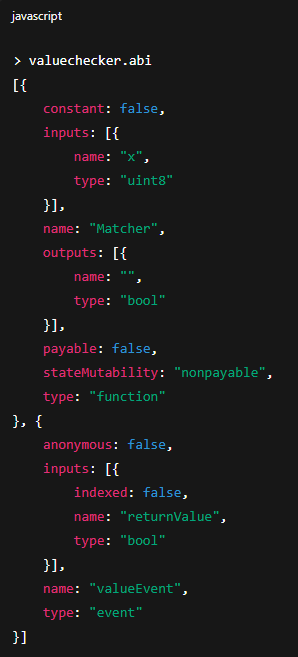 javascript
> valuechecker.abi
[{
    constant: false,
    inputs: [{
        name: "x",
        type: "uint8"
    }],
    name: "Matcher",
    outputs: [{
        name: "",
        type: "bool"
    }],
    payable: false,
    stateMutability: "nonpayable",
    type: "function"
}, {
    anonymous: false,
    inputs: [{
        indexed: false,
        name: "returnValue",
        type: "bool"
    }],
    name: "valueEvent",
    type: "event"
}]